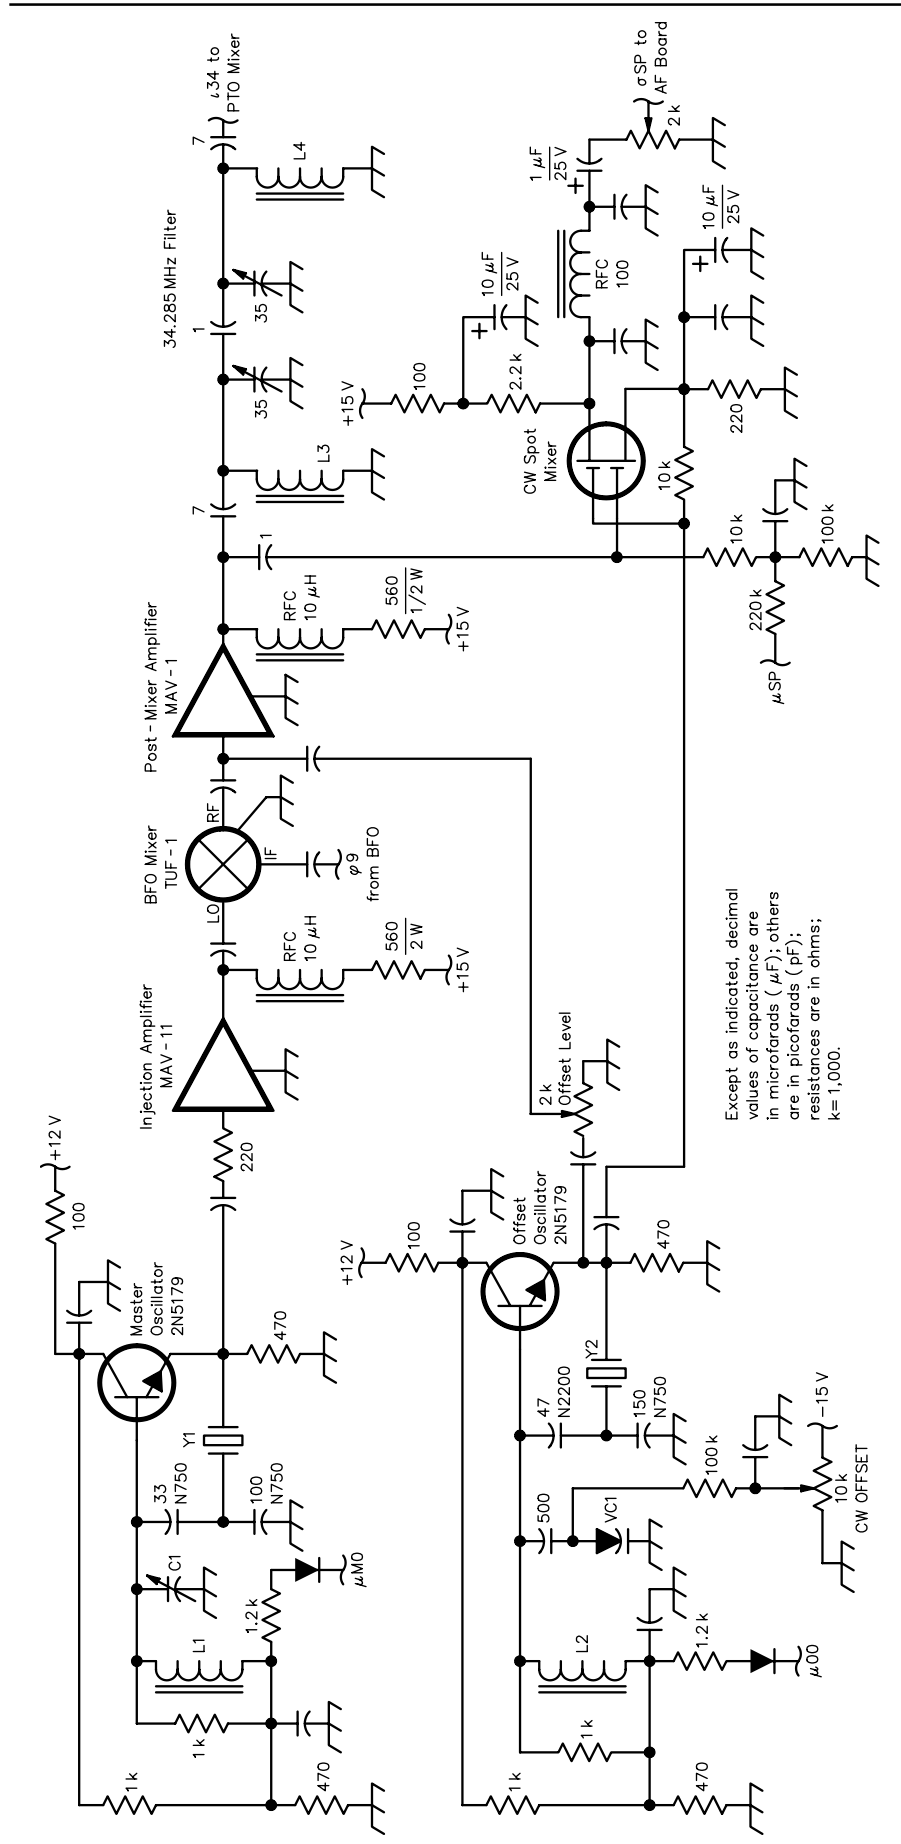 +12 V
100
Master
Oscillator
2N5179
470
Y1
33
N750
100
N750
C1
L1
1.2 k
μMO
1 k
1 k
470
220
Injection Amplifier
MAV-11
RFC
10 μH
560
2 W
+15 V
LO
BFO Mixer
TUF-1
RF
IF
φ9
from BFO
Post-Mixer Amplifier
MAV-1
RFC
10 μH
560
1/2 W
+15 V
1
7
L3
34.285 MHz Filter
35
1
35
7
L4
ι34 to
PTO Mixer
+12 V
100
Offset
Oscillator
2N5179
470
Y2
47
N2200
150
N750
500
VC1
100 k
10 k
CW OFFSET
-15 V
L2
1.2 k
μOO
1 k
1 k
470
2 k
Offset Level
+15 V
100
+
10 μF
25 V
2.2 k
CW Spot
Mixer
RFC
100
1 μF
25 V
+
σSP to
AF Board
2 k
+
10 μF
25 V
220
10 k
10 k
100 k
220 k
μSP
Except as indicated, decimal
values of capacitance are
in microfarads ( μF); others
are in picofarads (pF);
resistances are in ohms;
k= 1,000.